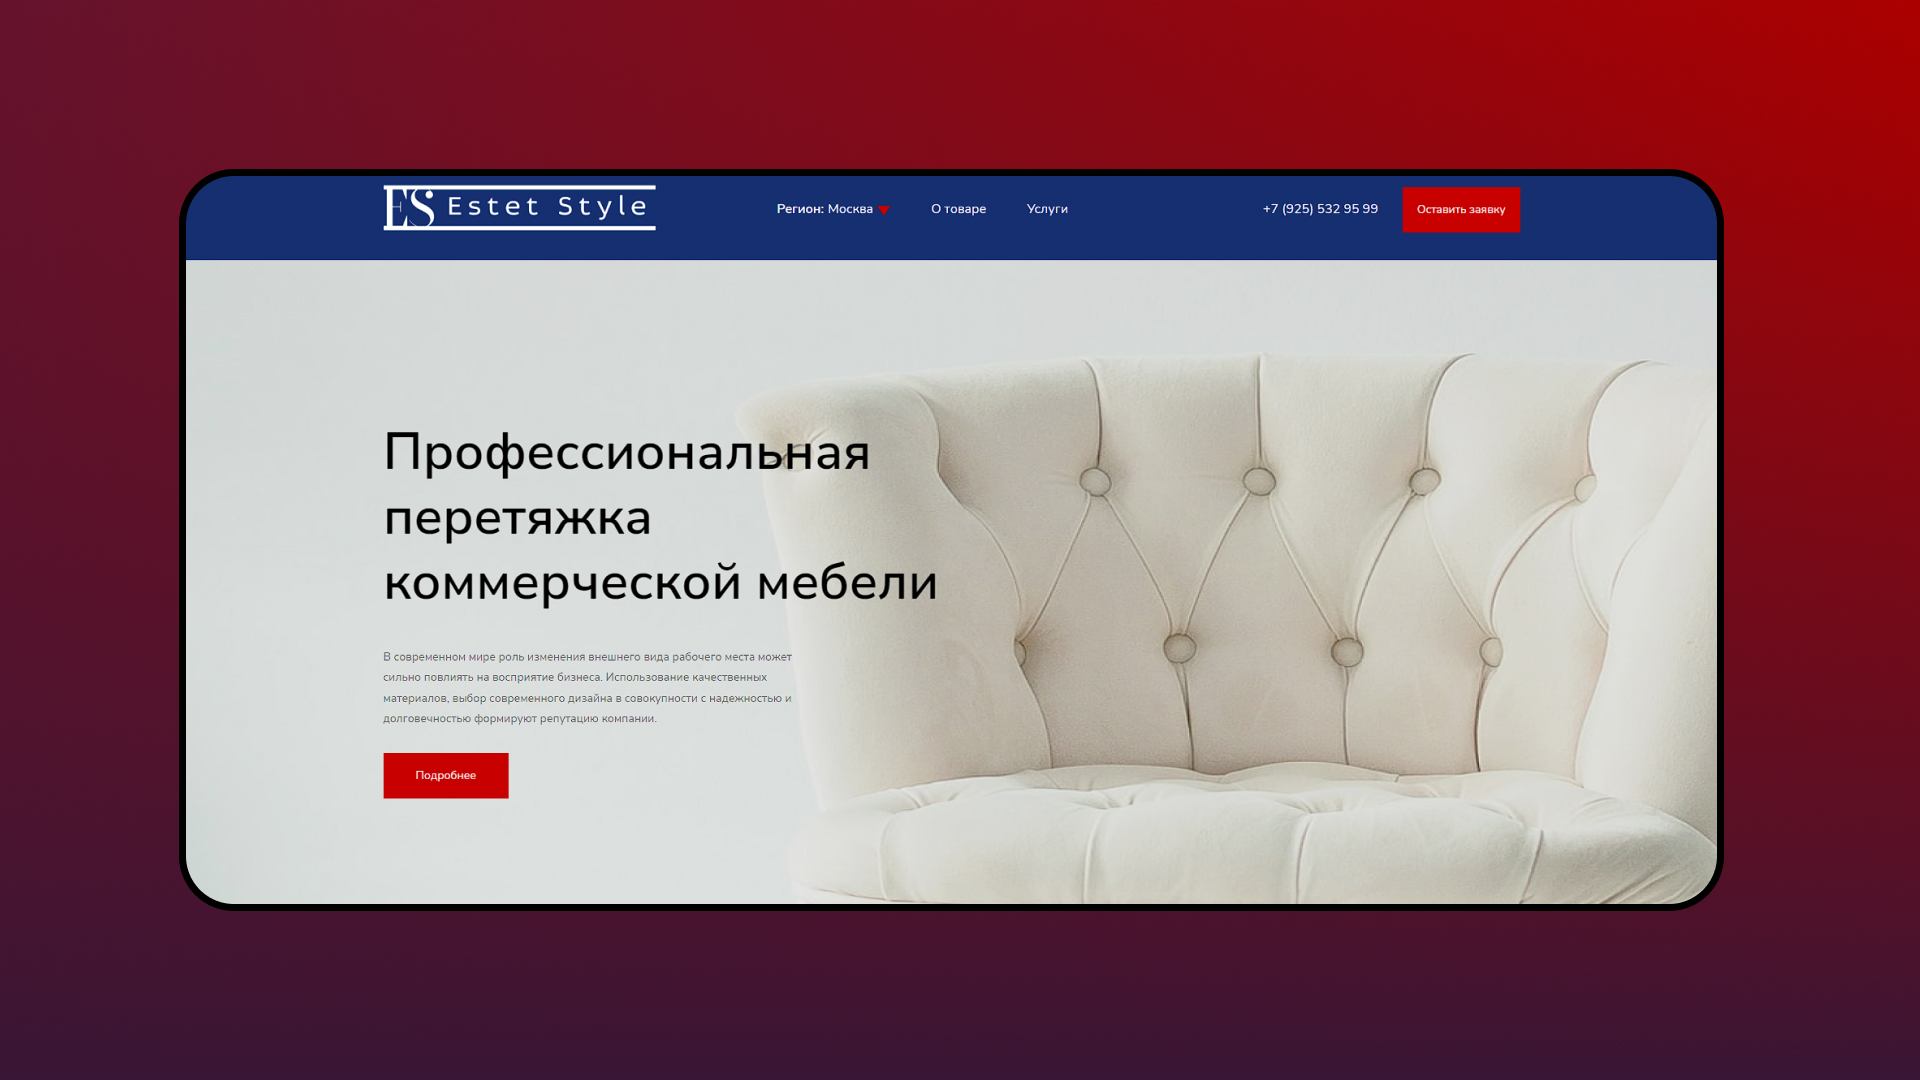 ES Estet Style
Регион: Москва
О товаре
Услуги
+7 (925) 532 95 99
Оставить заявку
Профессиональная
перетяжка
коммерческой мебели
В современном мире роль изменения внешнего вида рабочего места может
сильно повлиять на восприятие бизнеса. Использование качественных
материалов, выбор современного дизайна в совокупности с надежностью и
долговечностью формируют репутацию компании.
Подробнее